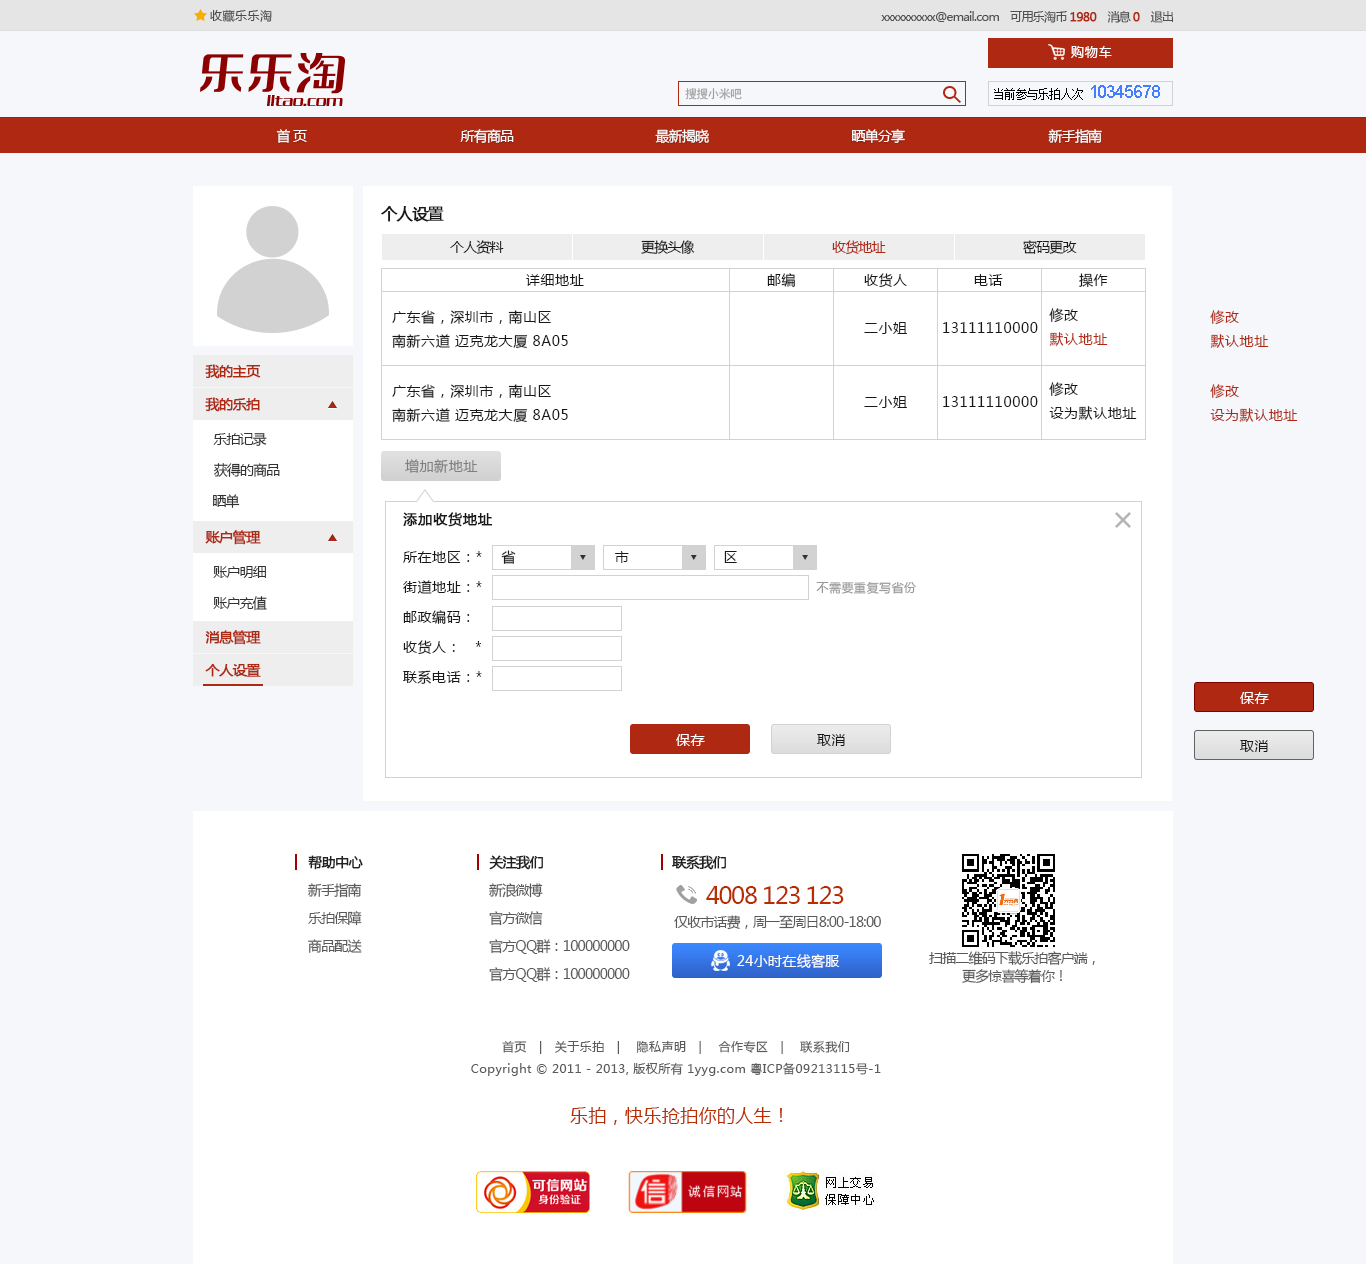 收藏乐乐淘
xxxxxxxxxx@email.com 可用乐淘币 1980 消息 0 退出
乐乐淘
lltao.com
购物车
搜搜小米吧
当前参与乐拍人次 10345678
首 页 所有商品 最新揭晓 晒单分享 新手指南
我的主页
我的乐拍
乐拍记录
获得的商品
晒单
账户管理
账户明细
账户充值
消息管理
个人设置
个人设置
个人资料 更换头像 收货地址 密码更改
详细地址 邮编 收货人 电话 操作
广东省，深圳市，南山区
南新六道 迈克龙大厦 8A05
二小姐 13111110000
修改
默认地址
广东省，深圳市，南山区
南新六道 迈克龙大厦 8A05
二小姐 13111110000
修改
设为默认地址
修改
默认地址
修改
设为默认地址
增加新地址
添加收货地址
所在地区：* 省 市 区
街道地址：* 不需要重复写省份
邮政编码：
收货人： *
联系电话：*
保存 取消
保存
取消
帮助中心
新手指南
乐拍保障
商品配送
关注我们
新浪微博
官方微信
官方QQ群：100000000
官方QQ群：100000000
联系我们
4008 123 123
仅收市话费，周一至周日8:00-18:00
24小时在线客服
扫描二维码下载乐拍客户端，
更多惊喜等着你！
首页 | 关于乐拍 | 隐私声明 | 合作专区 | 联系我们
Copyright © 2011 - 2013, 版权所有 1yyg.com 粤ICP备09213115号-1
乐拍，快乐抢拍你的人生！
可信网站
身份验证
信
诚信网站
网上交易
保障中心